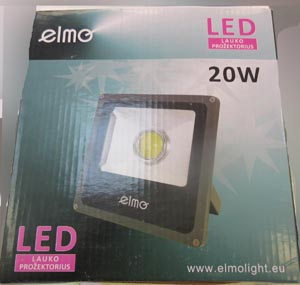 elmo
LED
LAUKO
PROŽEKTORIUS
20W
elmo
LED
LAUKO
PROŽEKTORIUS
www.elmolight.eu